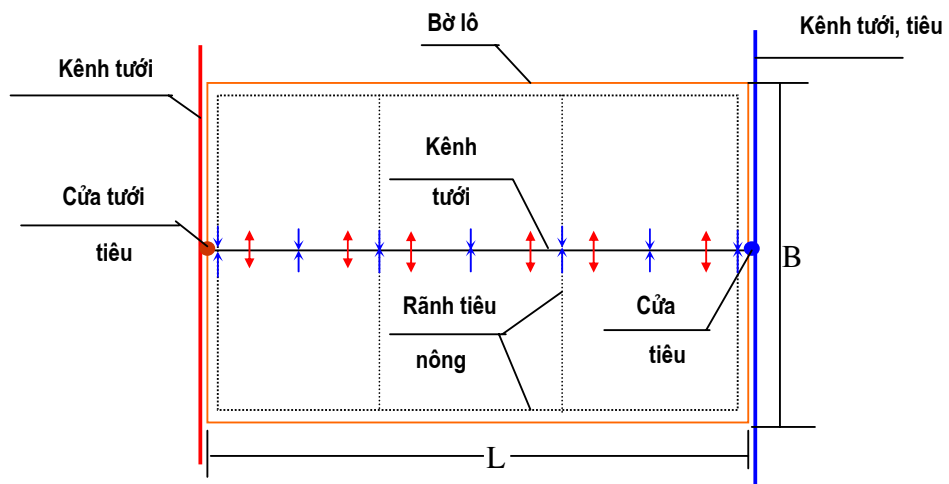 Bờ lô
Kênh tưới, tiêu
Kênh tưới
Kênh
tưới
Cửa tưới
tiêu
B
Rãnh tiêu
nông
Cửa
tiêu
L